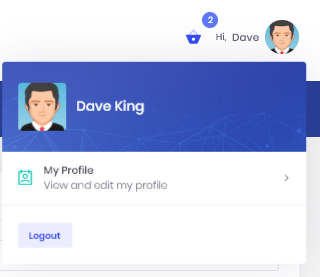 2
Hi, Dave
Dave King
My Profile
View and edit my profile
Logout